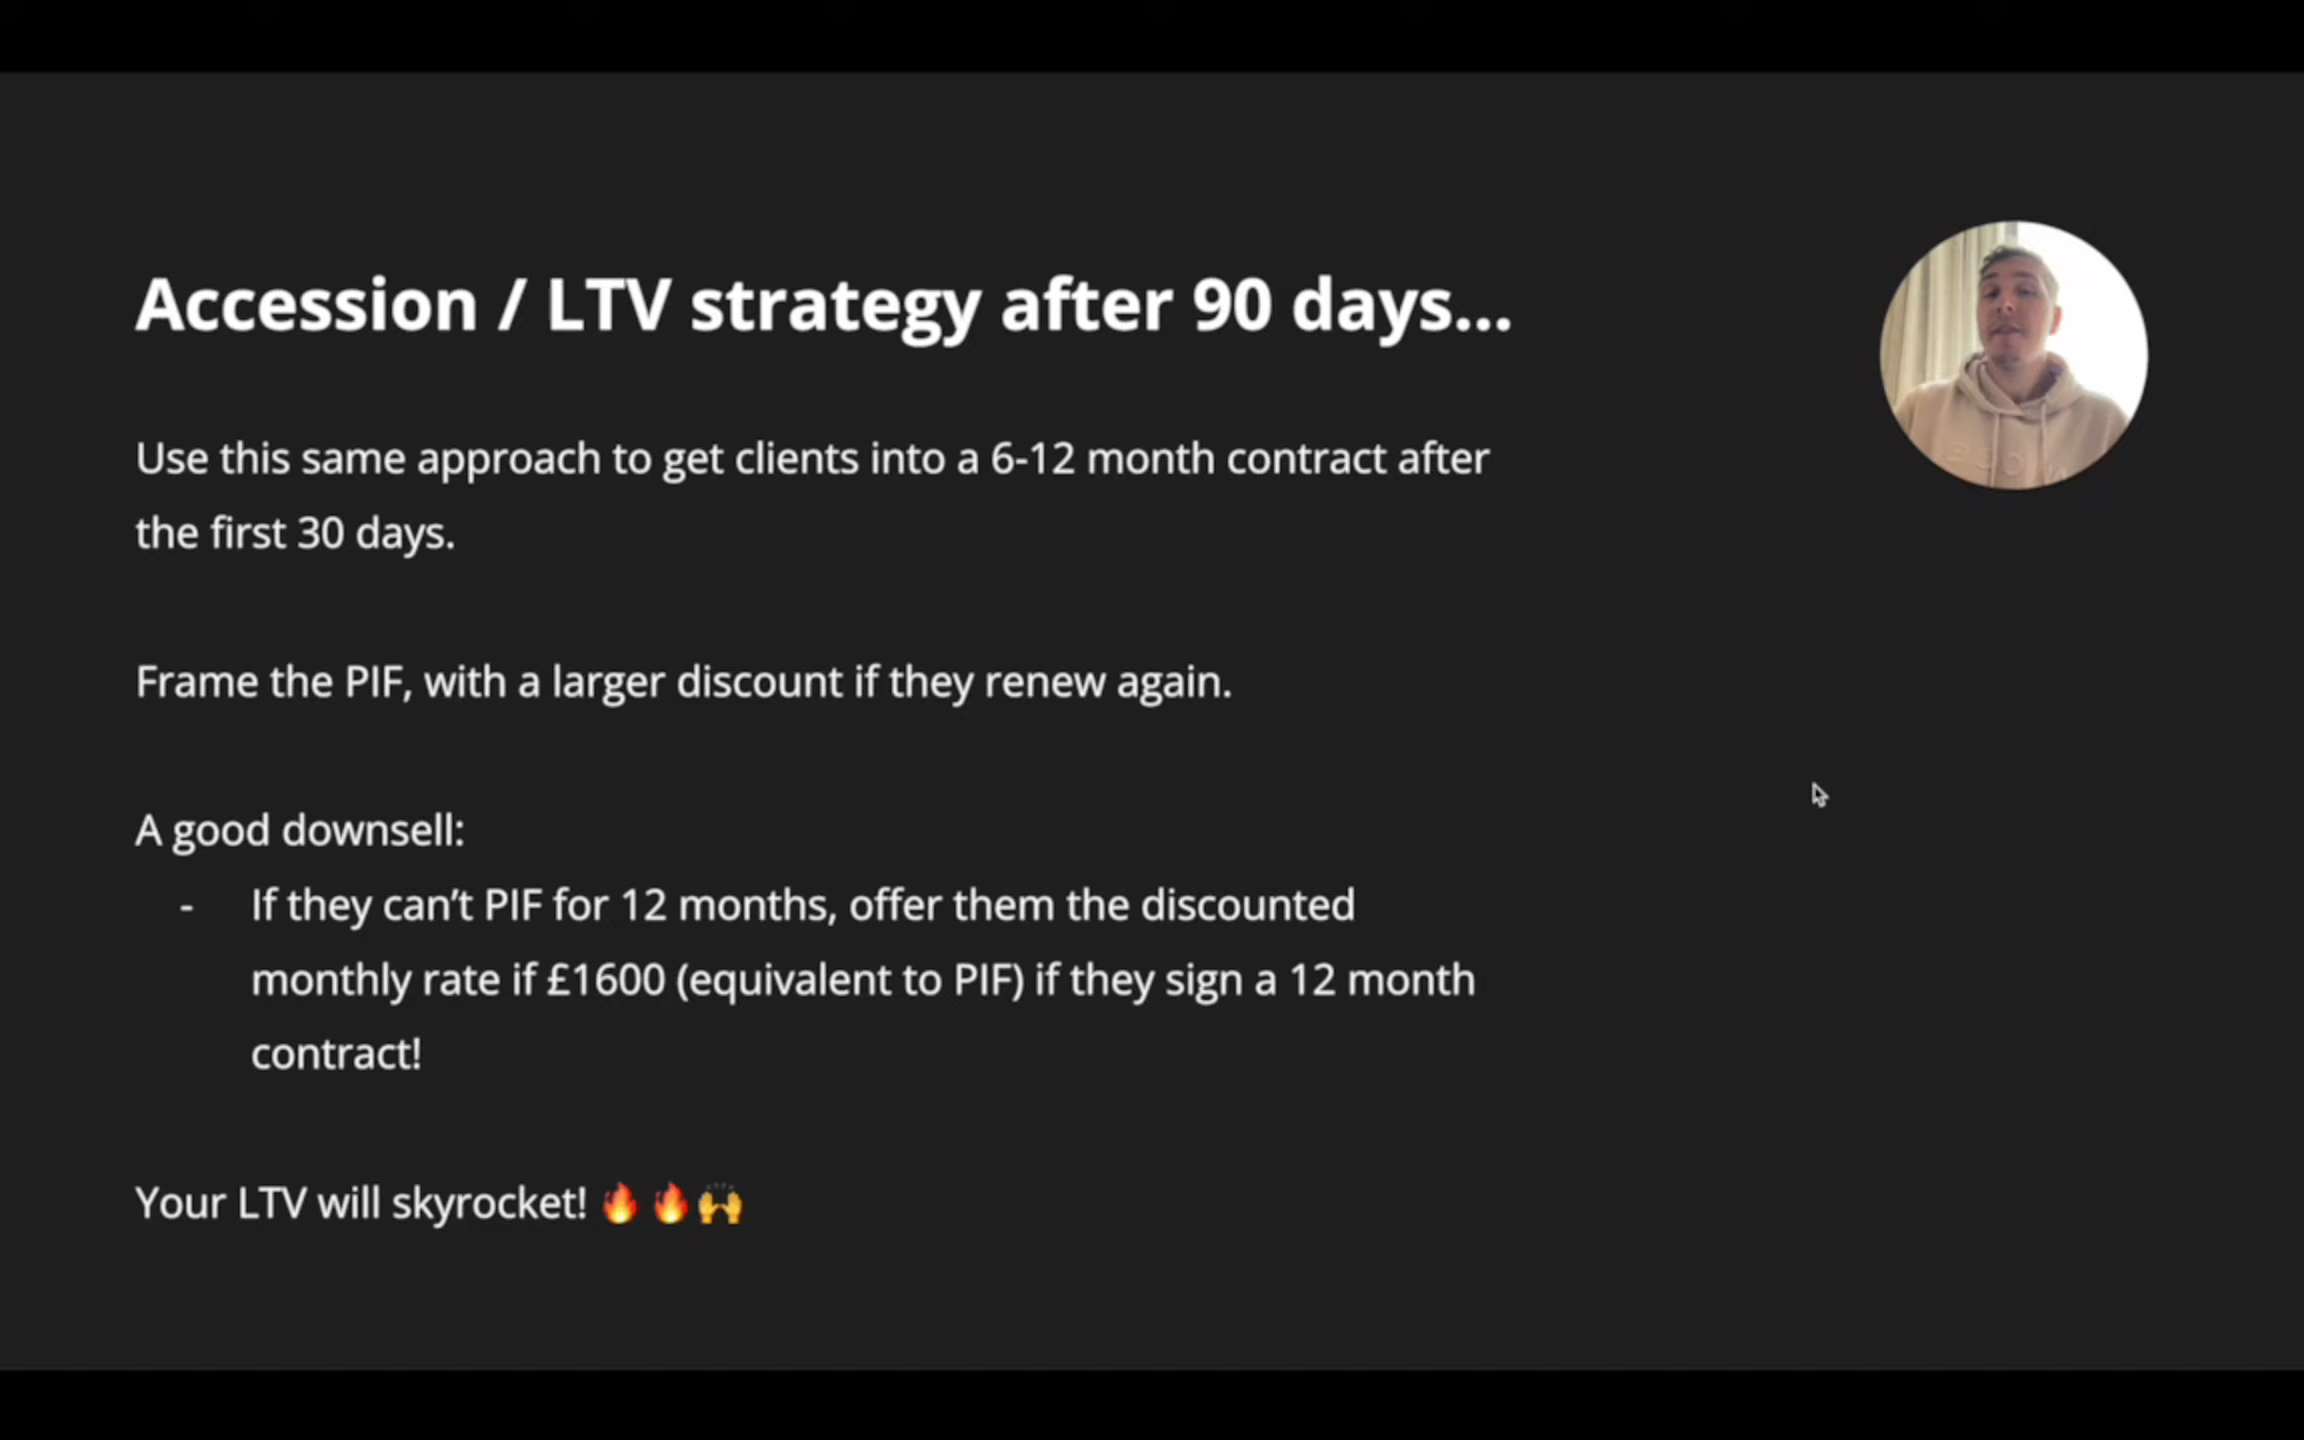 Accession / LTV strategy after 90 days...
Use this same approach to get clients into a 6-12 month contract after
the first 30 days.
Frame the PIF, with a larger discount if they renew again.
A good downsell:
- If they can’t PIF for 12 months, offer them the discounted
monthly rate if £1600 (equivalent to PIF) if they sign a 12 month
contract!
Your LTV will skyrocket! 🔥🔥🙌